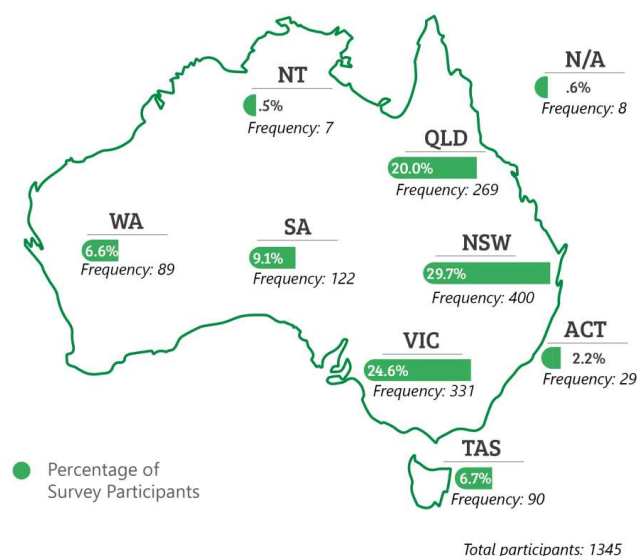 NT
.5%
Frequency: 7
N/A
.6%
Frequency: 8
QLD
20.0%
Frequency: 269
WA
6.6%
Frequency: 89
SA
9.1%
Frequency: 122
NSW
29.7%
Frequency: 400
VIC
24.6%
Frequency: 331
ACT
2.2%
Frequency: 29
TAS
6.7%
Frequency: 90
Percentage of
Survey Participants
Total participants: 1345